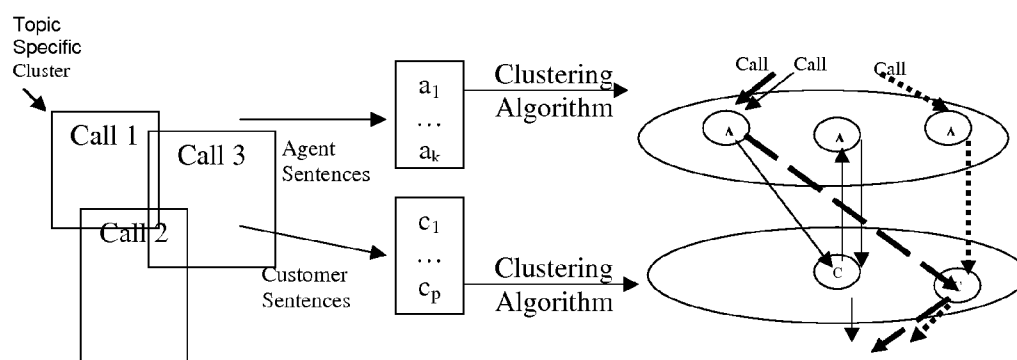 Topic
Specific
Cluster
Call 1
Call 3
Call 2
Agent
Sentences
Customer
Sentences
a1
...
ak
c1
...
cp
Clustering
Algorithm
Clustering
Algorithm
Call
Call
Call
A
A
A
C